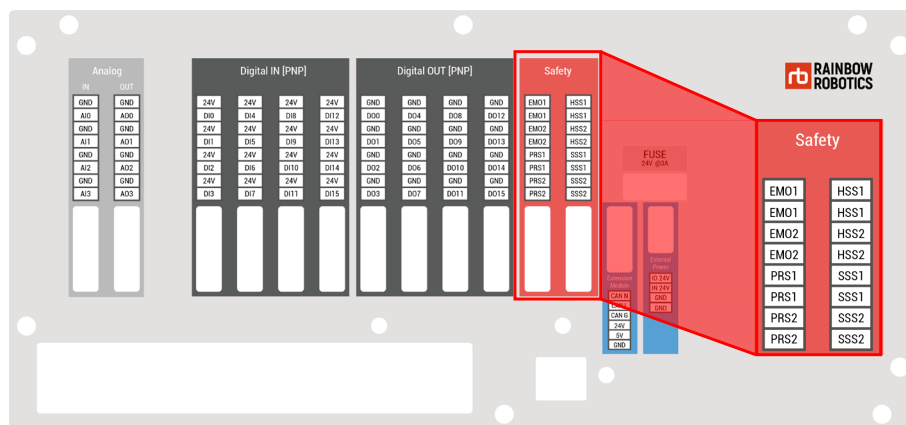 Analog
IN OUT
GND GND
AI0 AO0
GND GND
AI1 AO1
GND GND
AI2 AO2
GND GND
AI3 AO3
Digital IN [PNP]
24V 24V 24V 24V
DI0 DI4 DI8 DI12
24V 24V 24V 24V
DI1 DI5 DI9 DI13
24V 24V 24V 24V
DI2 DI6 DI10 DI14
24V 24V 24V 24V
DI3 DI7 DI11 DI15
Digital OUT [PNP]
GND GND GND GND
DO0 DO4 DO8 DO12
GND GND GND GND
DO1 DO5 DO9 DO13
GND GND GND GND
DO2 DO6 DO10 DO14
GND GND GND GND
DO3 DO7 DO11 DO15
Safety
EMO1 HSS1
EMO1 HSS1
EMO2 HSS2
EMO2 HSS2
PRS1 SSS1
PRS1 SSS1
PRS2 SSS2
PRS2 SSS2
FUSE
24V @3A
Extension
Module
CAN N
CAN G
24V
5V
GND
External
Power
IO 24V
IN 24V
GND
GND
RAINBOW
ROBOTICS
Safety
EMO1 HSS1
EMO1 HSS1
EMO2 HSS2
EMO2 HSS2
PRS1 SSS1
PRS1 SSS1
PRS2 SSS2
PRS2 SSS2